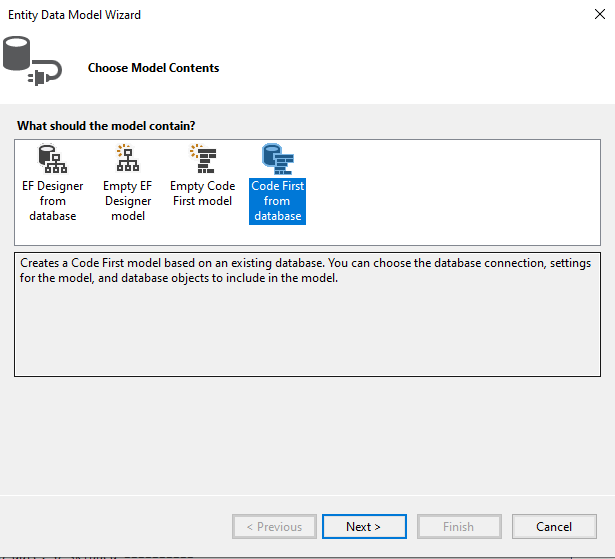 Entity Data Model Wizard
Choose Model Contents
What should the model contain?
EF Designer from database
Empty EF Designer model
Empty Code First model
Code First from database
Creates a Code First model based on an existing database. You can choose the database connection, settings
for the model, and database objects to include in the model.
< Previous
Next >
Finish
Cancel